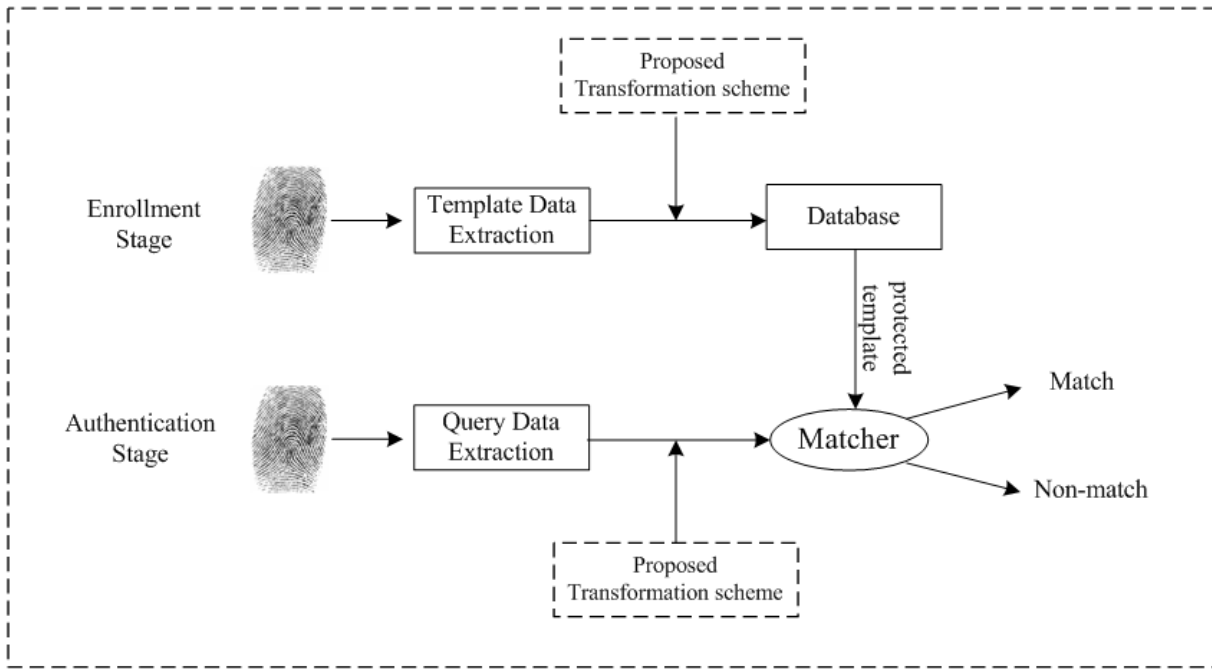 Proposed
Transformation scheme
Enrollment
Stage
Template Data
Extraction
Database
protected
template
Authentication
Stage
Query Data
Extraction
Matcher
Match
Non-match
Proposed
Transformation scheme